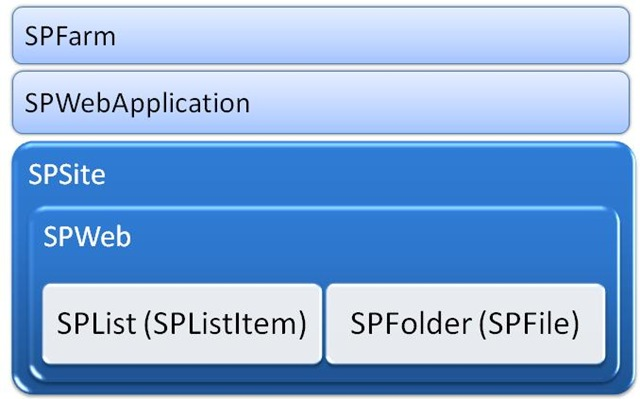 SPFarm
SPWebApplication
SPSite
SPWeb
SPList (SPListItem)
SPFolder (SPFile)